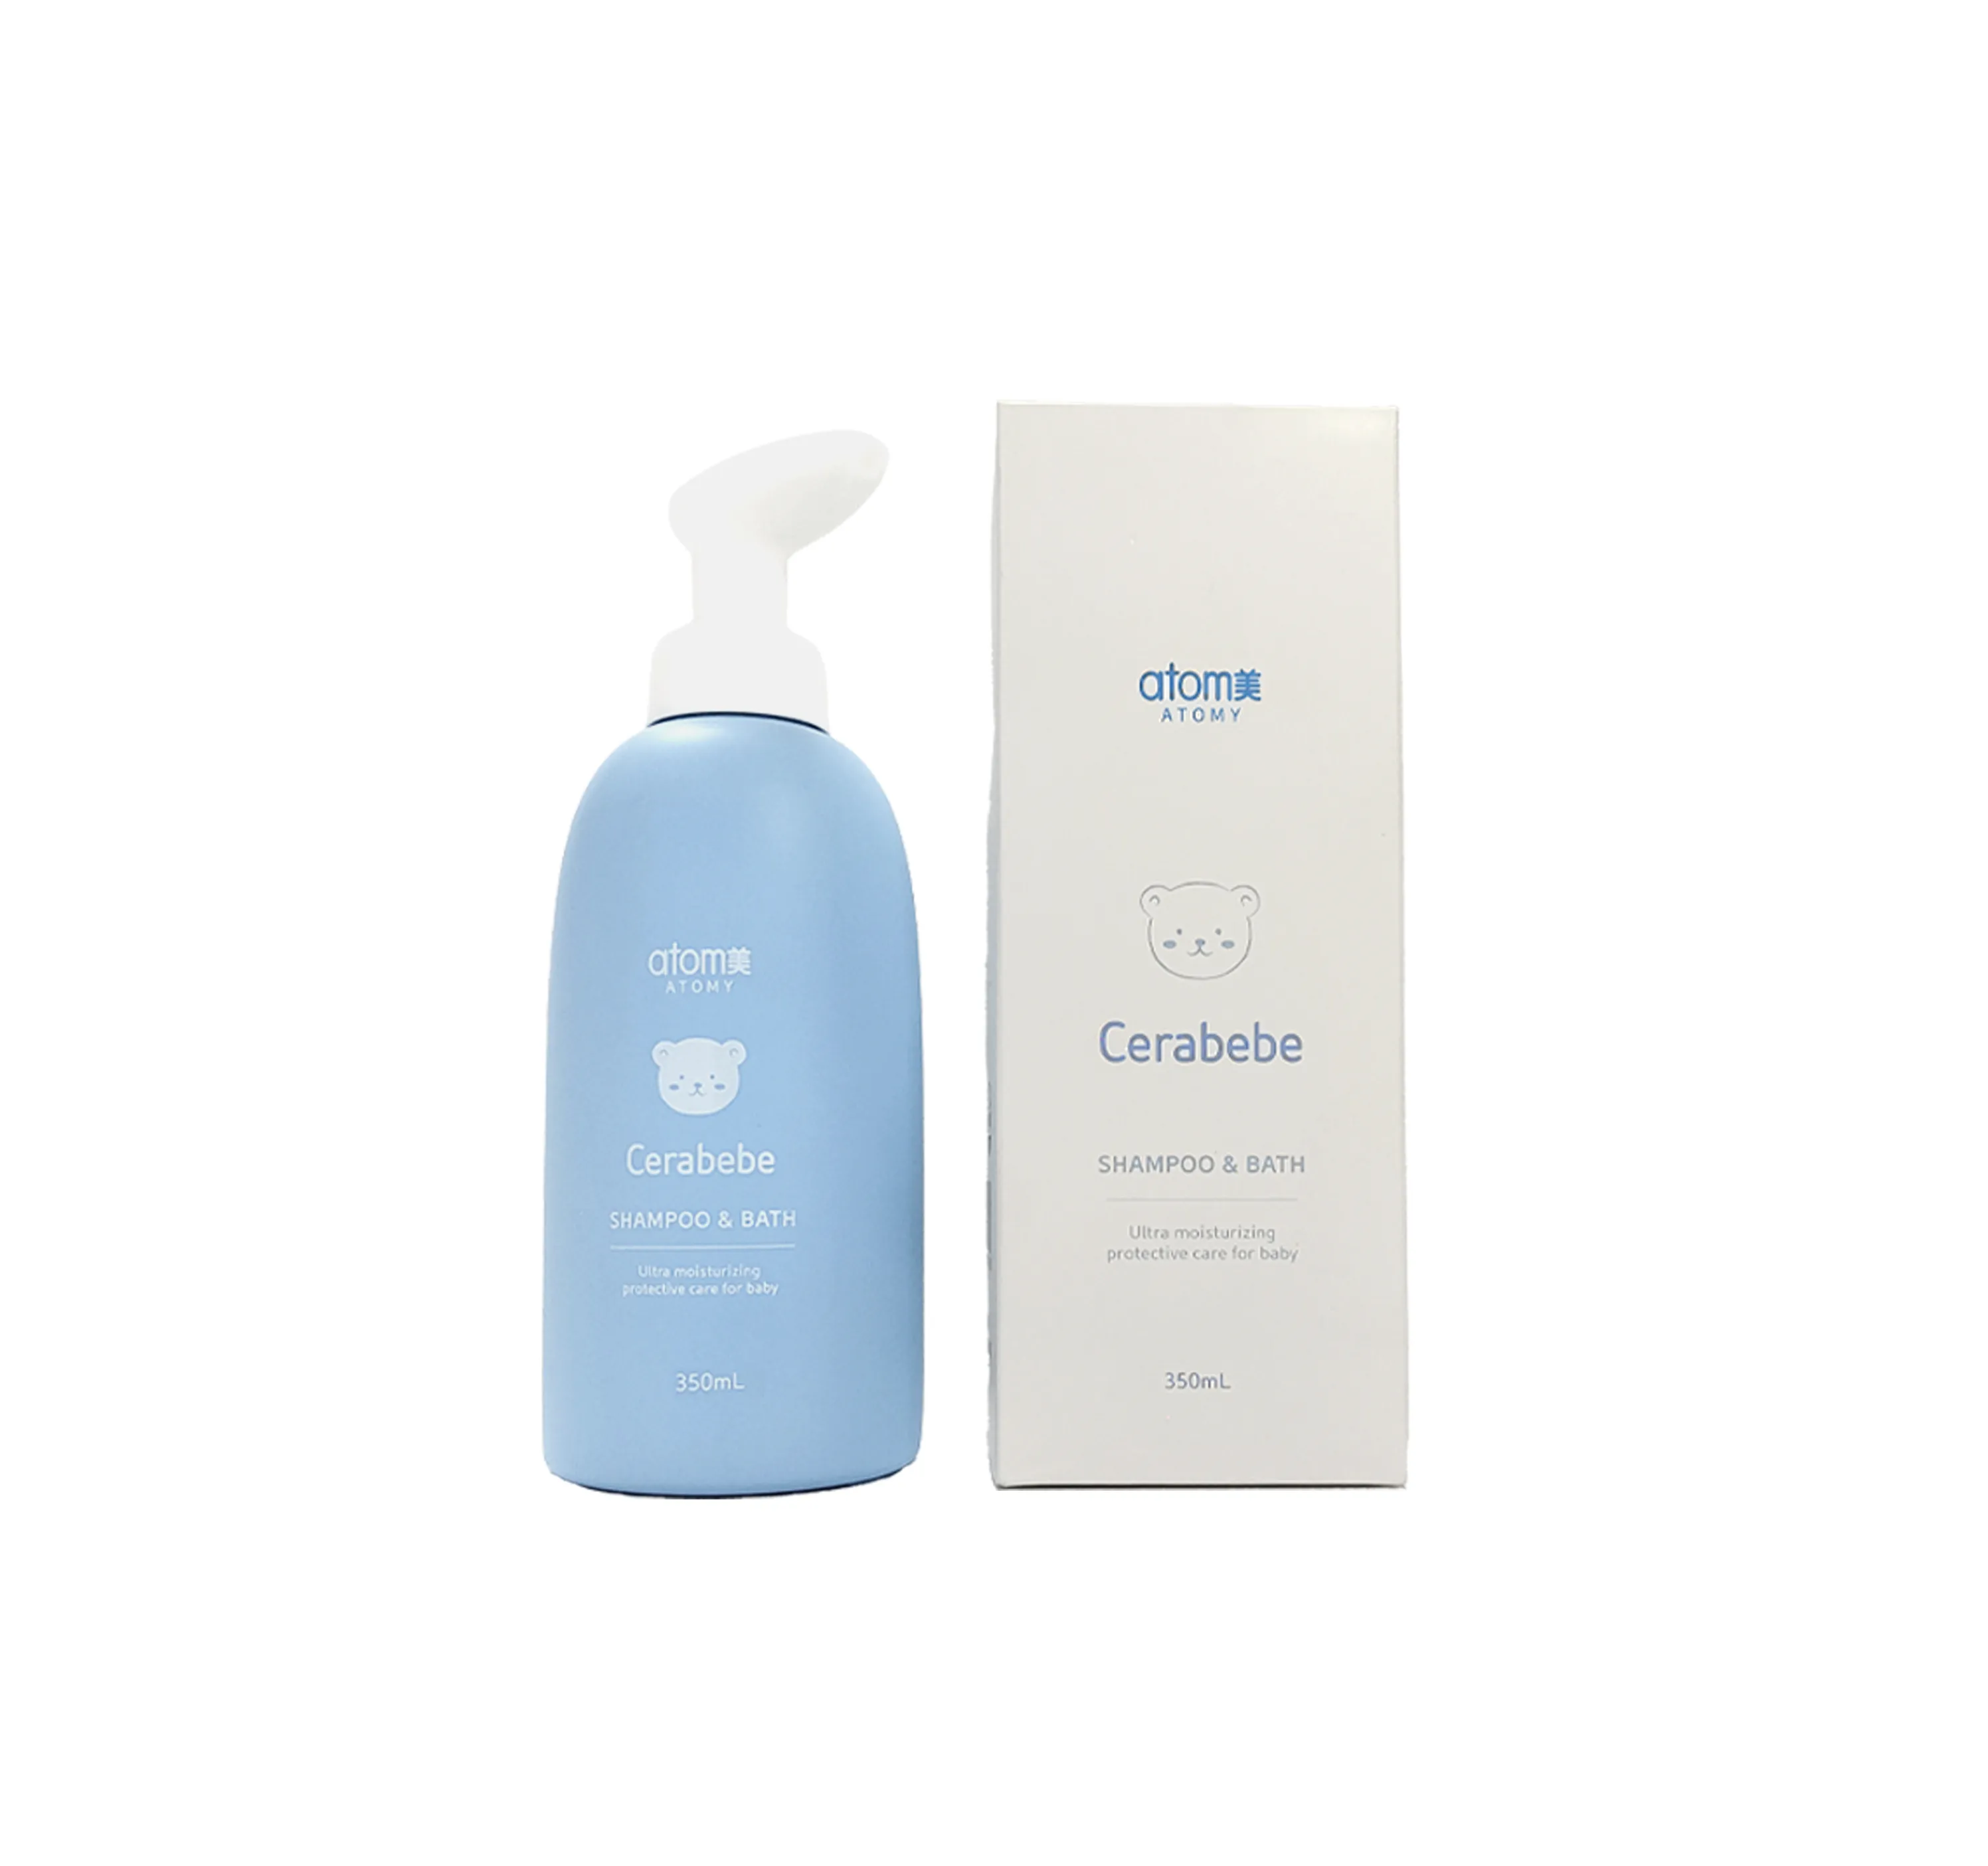 atom美
ATOMY
Cerabebe
SHAMPOO & BATH
Ultra moisturizing
protective care for baby
350mL
atom美
ATOMY
Cerabebe
SHAMPOO & BATH
Ultra moisturizing
protective care for baby
350mL